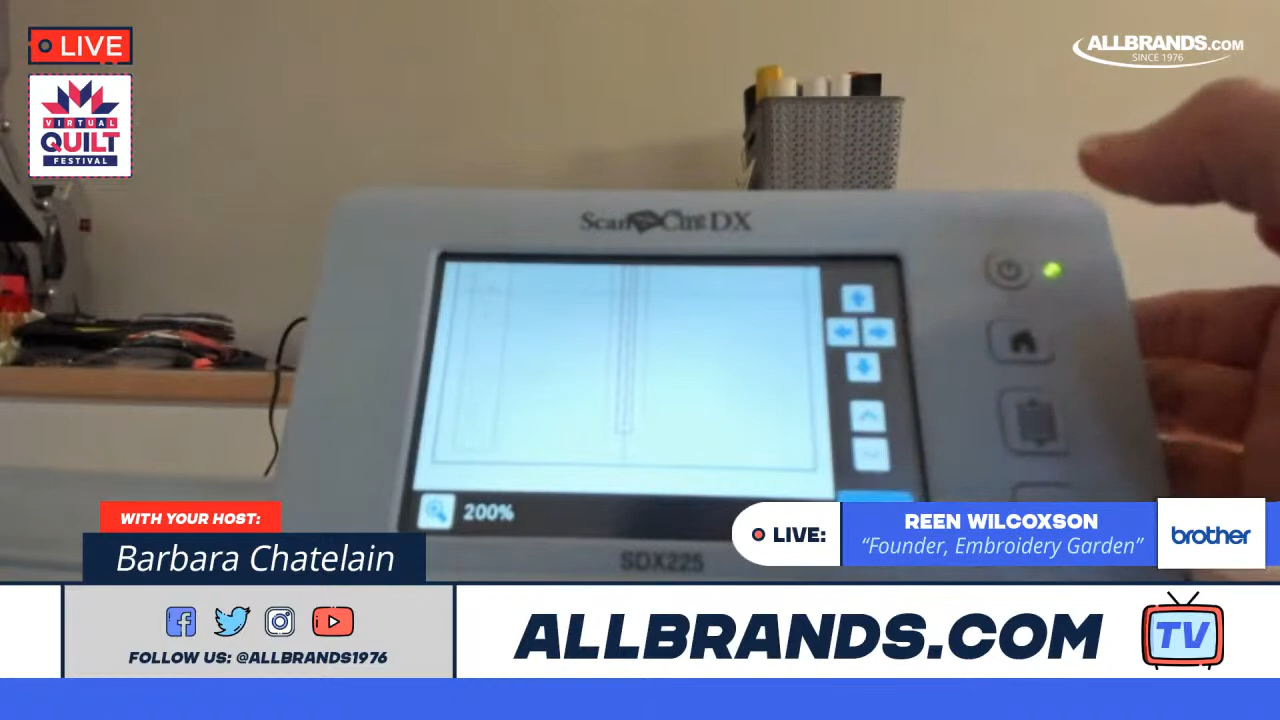 LIVE
ALLBRANDS.COM
SINCE 1976
VIRTUAL
QUILT
FESTIVAL
ScanNCut DX
200%
SDX225
WITH YOUR HOST:
Barbara Chatelain
LIVE:
REEN WILCOXSON
“Founder, Embroidery Garden”
brother
FOLLOW US: @ALLBRANDS1976
ALLBRANDS.COM
TV